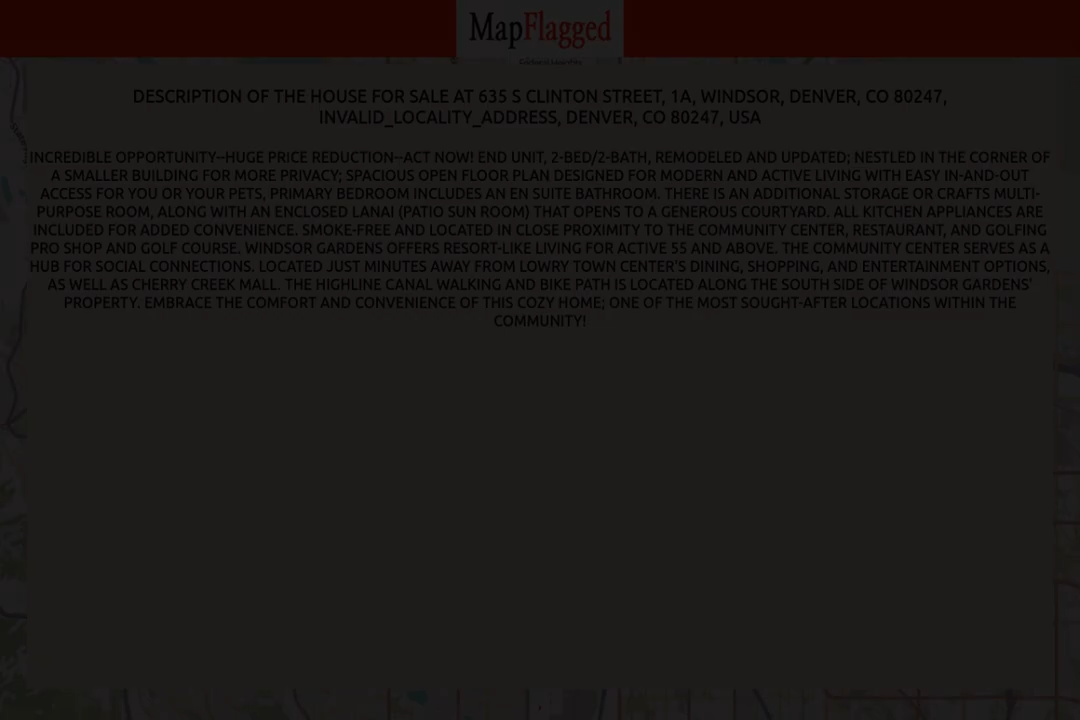 MapFlagged
DESCRIPTION OF THE HOUSE FOR SALE AT 635 S CLINTON STREET, 1A, WINDSOR, DENVER, CO 80247,
INVALID_LOCALITY_ADDRESS, DENVER, CO 80247, USA
INCREDIBLE OPPORTUNITY--HUGE PRICE REDUCTION--ACT NOW! END UNIT, 2-BED/2-BATH, REMODELED AND UPDATED; NESTLED IN THE CORNER OF
A SMALLER BUILDING FOR MORE PRIVACY; SPACIOUS OPEN FLOOR PLAN DESIGNED FOR MODERN AND ACTIVE LIVING WITH EASY IN-AND-OUT
ACCESS FOR YOU OR YOUR PETS, PRIMARY BEDROOM INCLUDES AN EN SUITE BATHROOM. THERE IS AN ADDITIONAL STORAGE OR CRAFTS MULTI-
PURPOSE ROOM, ALONG WITH AN ENCLOSED LANAI (PATIO SUN ROOM) THAT OPENS TO A GENEROUS COURTYARD. ALL KITCHEN APPLIANCES ARE
INCLUDED FOR ADDED CONVENIENCE. SMOKE-FREE AND LOCATED IN CLOSE PROXIMITY TO THE COMMUNITY CENTER, RESTAURANT, AND GOLFING
PRO SHOP AND GOLF COURSE. WINDSOR GARDENS OFFERS RESORT-LIKE LIVING FOR ACTIVE 55 AND ABOVE. THE COMMUNITY CENTER SERVES AS A
HUB FOR SOCIAL CONNECTIONS. LOCATED JUST MINUTES AWAY FROM LOWRY TOWN CENTER'S DINING, SHOPPING, AND ENTERTAINMENT OPTIONS,
AS WELL AS CHERRY CREEK MALL. THE HIGHLINE CANAL WALKING AND BIKE PATH IS LOCATED ALONG THE SOUTH SIDE OF WINDSOR GARDENS'
PROPERTY. EMBRACE THE COMFORT AND CONVENIENCE OF THIS COZY HOME; ONE OF THE MOST SOUGHT-AFTER LOCATIONS WITHIN THE
COMMUNITY!